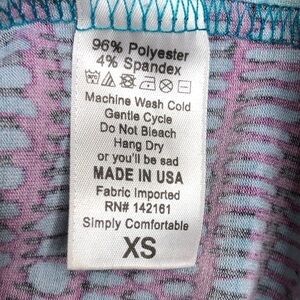 96% Polyester
4% Spandex
Machine Wash Cold
Gentle Cycle
Do Not Bleach
Hang Dry
or you'll be sad
MADE IN USA
Fabric Imported
RN# 142161
Simply Comfortable
XS